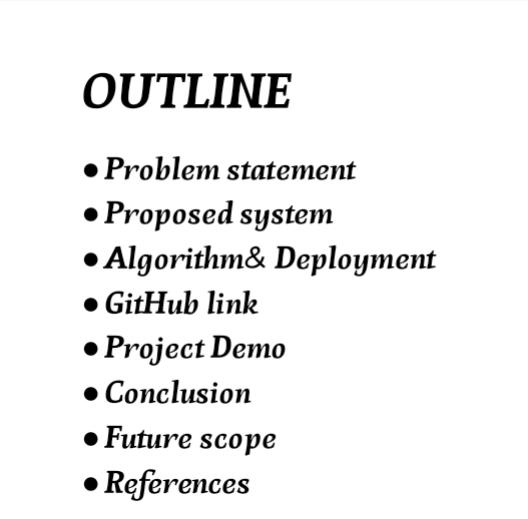 OUTLINE
● Problem statement
● Proposed system
● Algorithm& Deployment
● GitHub link
● Project Demo
● Conclusion
● Future scope
● References